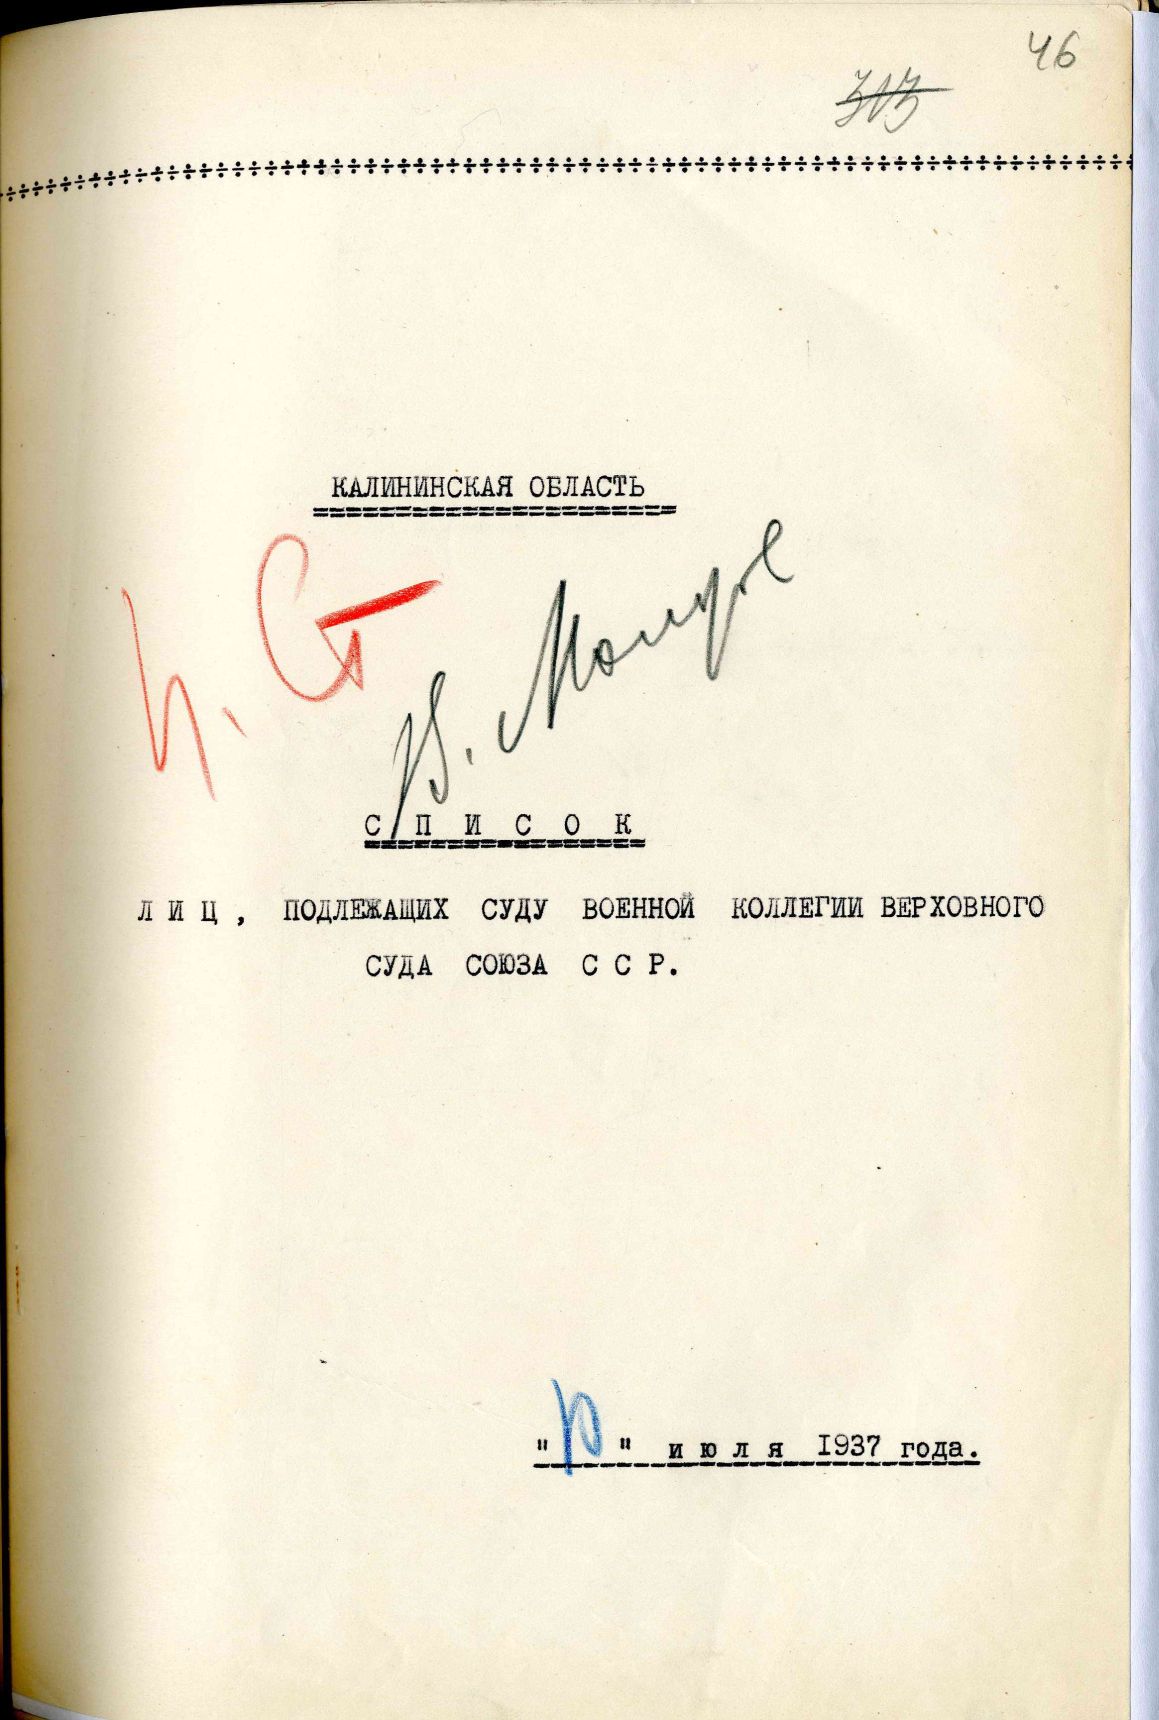 46
313
КАЛИНИНСКАЯ ОБЛАСТЬ
И. Ст
В. Молотов
С П И С О К
Л И Ц , ПОДЛЕЖАЩИХ СУДУ ВОЕННОЙ КОЛЛЕГИИ ВЕРХОВНОГО
СУДА СОЮЗА С С Р.
"10" и ю л я 1937 года.